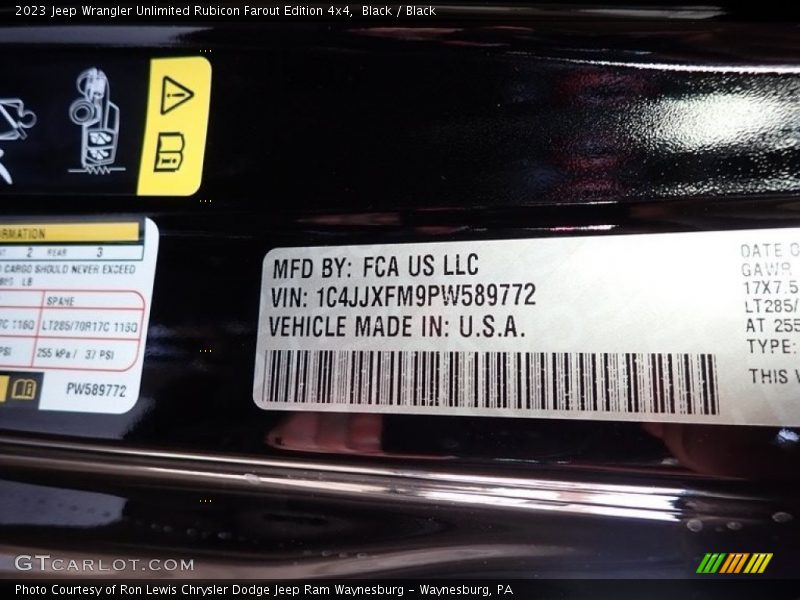 2023 Jeep Wrangler Unlimited Rubicon Farout Edition 4x4,  Black / Black
2 REAR 3
CARGO SHOULD NEVER EXCEED
LB
SPARE
LT285/70R17C 116Q
PSI 255 kPa / 37 PSI
PW589772
MFD BY: FCA US LLC
VIN: 1C4JJXFM9PW589772
VEHICLE MADE IN: U.S.A.
DATE O
GAWR
17X7.5
LT285/
AT 255
TYPE:
THIS
GTCARLOT.COM
Photo Courtesy of Ron Lewis Chrysler Dodge Jeep Ram Waynesburg – Waynesburg, PA